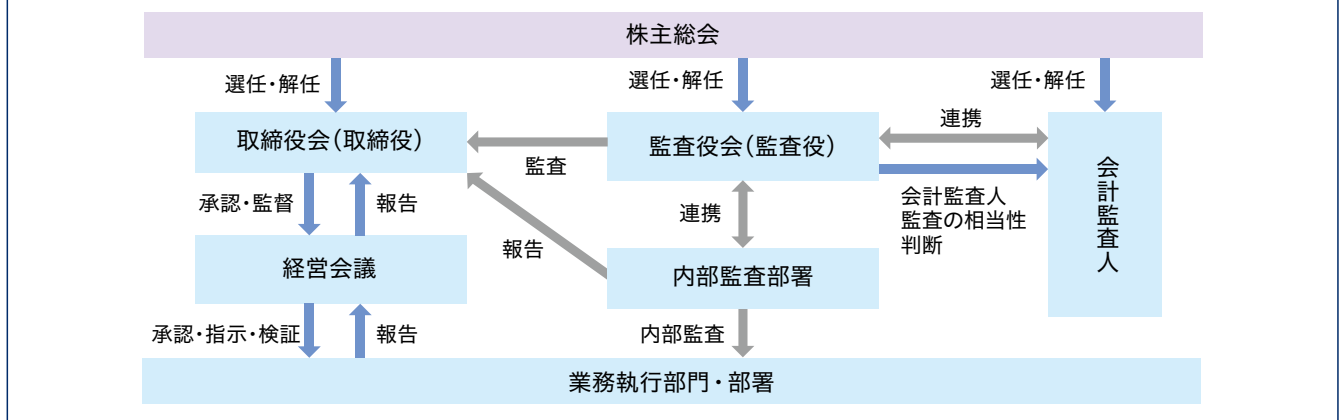 株主総会
選任・解任
選任・解任
選任・解任
取締役会(取締役)
監査
監査役会(監査役)
連携
会計監査人
監査の相当性
判断
会計監査人
承認・監督
報告
報告
連携
経営会議
内部監査部署
承認・指示・検証
報告
内部監査
業務執行部門・部署